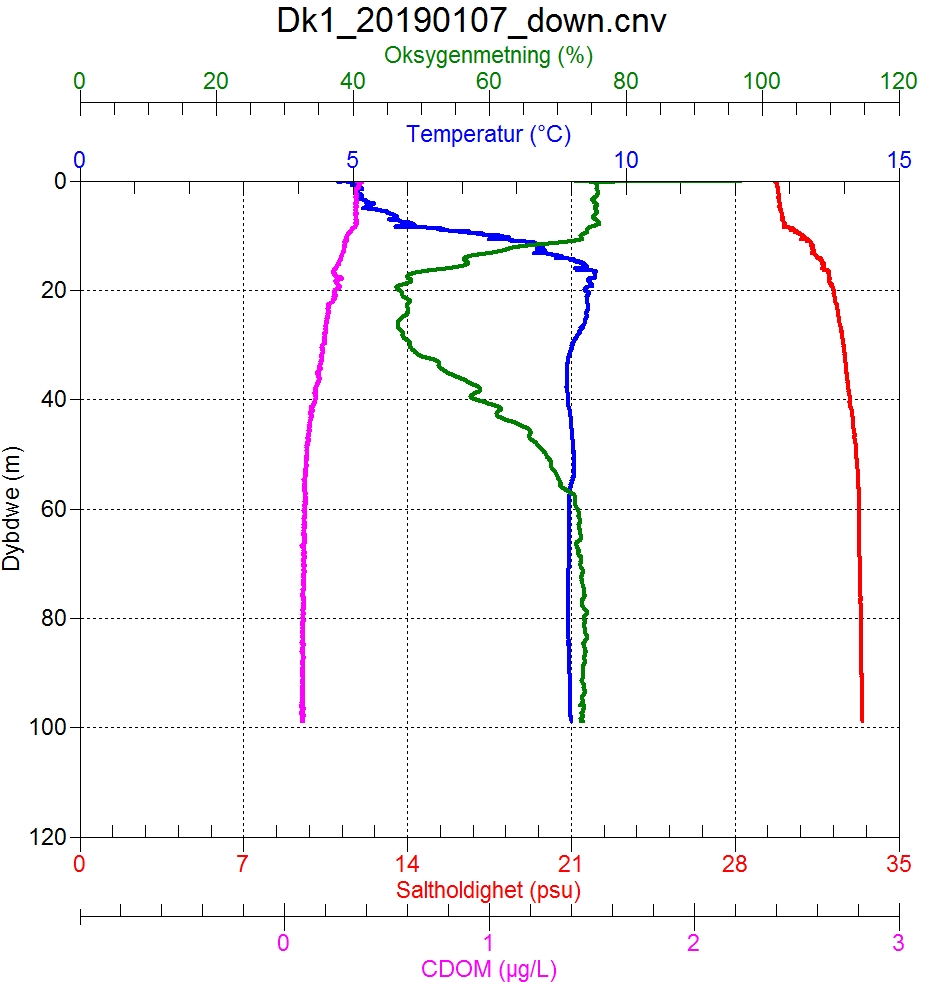 Dk1_20190107_down.cnv
Oksygenmetning (%)
0 20 40 60 80 100 120
Temperatur (°C)
0 5 10 15
0
20
40
60
80
100
120
Dybdwe (m)
0 7 14 21 28 35
Saltholdighet (psu)
0 1 2 3
CDOM (µg/L)